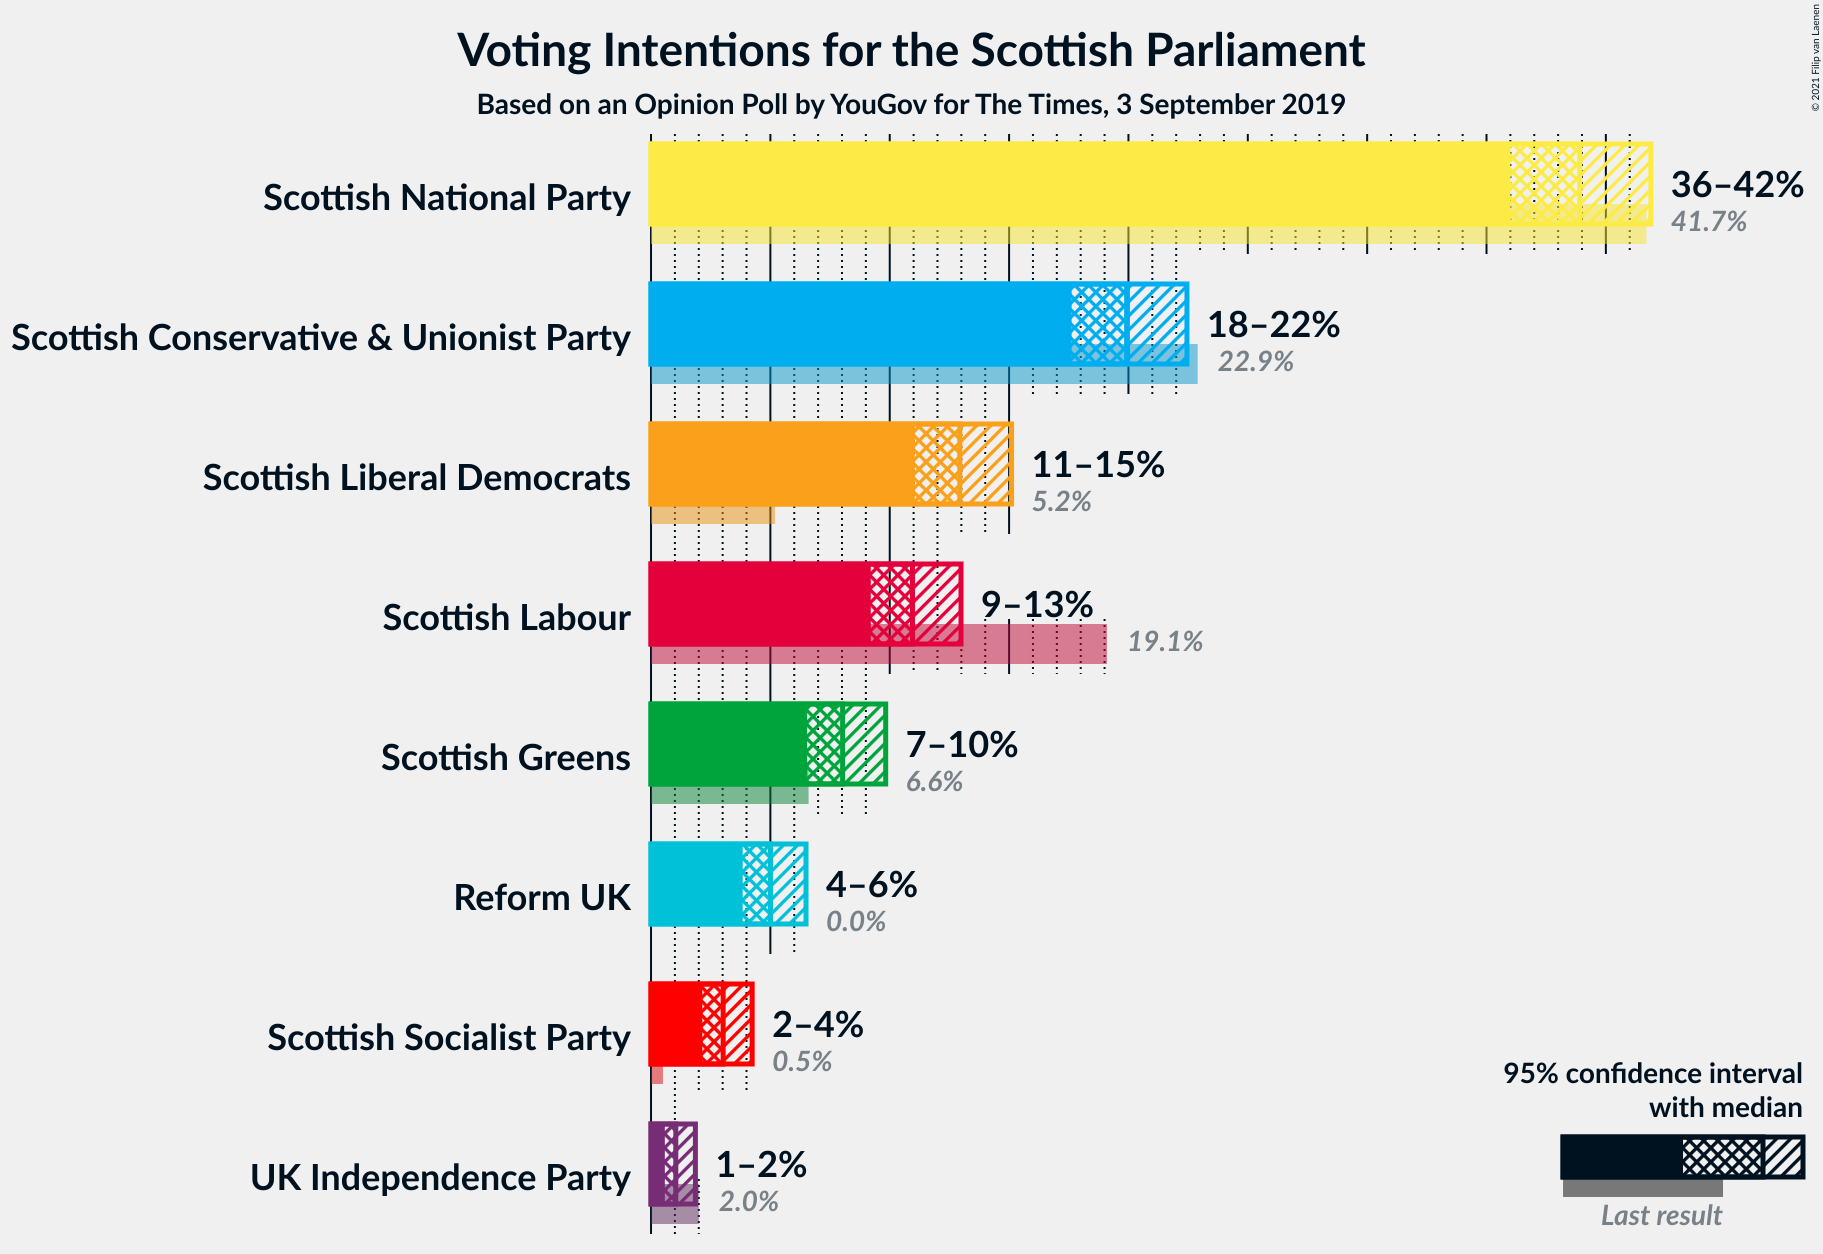 Voting Intentions for the Scottish Parliament
Based on an Opinion Poll by YouGov for The Times, 3 September 2019
© 2021 Filip van Laenen
Scottish National Party
36–42%
41.7%
Scottish Conservative & Unionist Party
18–22%
22.9%
Scottish Liberal Democrats
11–15%
5.2%
Scottish Labour
9–13%
19.1%
Scottish Greens
7–10%
6.6%
Reform UK
4–6%
0.0%
Scottish Socialist Party
2–4%
0.5%
UK Independence Party
1–2%
2.0%
95% confidence interval
with median
Last result